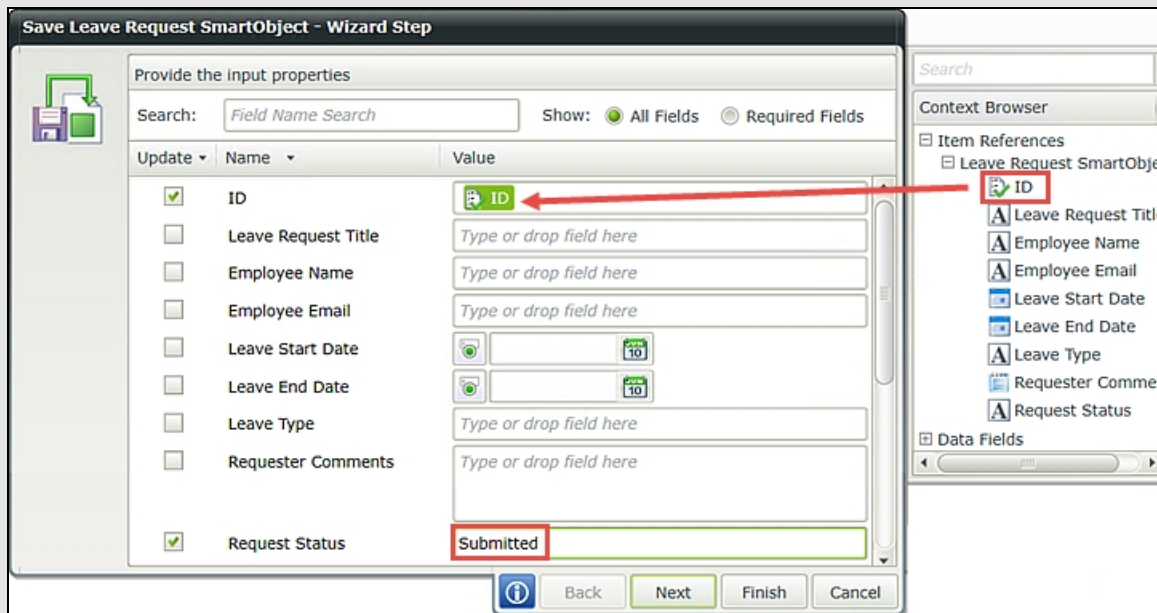 Save Leave Request SmartObject - Wizard Step
Provide the input properties
Search: Field Name Search Show: All Fields Required Fields
Update Name Value
ID ID
Leave Request Title Type or drop field here
Employee Name Type or drop field here
Employee Email Type or drop field here
Leave Start Date 10
Leave End Date 10
Leave Type Type or drop field here
Requester Comments Type or drop field here
Request Status Submitted
Back Next Finish Cancel
Search
Context Browser
Item References
Leave Request SmartObje
ID
A Leave Request Titl
A Employee Name
A Employee Email
Leave Start Date
Leave End Date
A Leave Type
Requester Comme
A Request Status
Data Fields